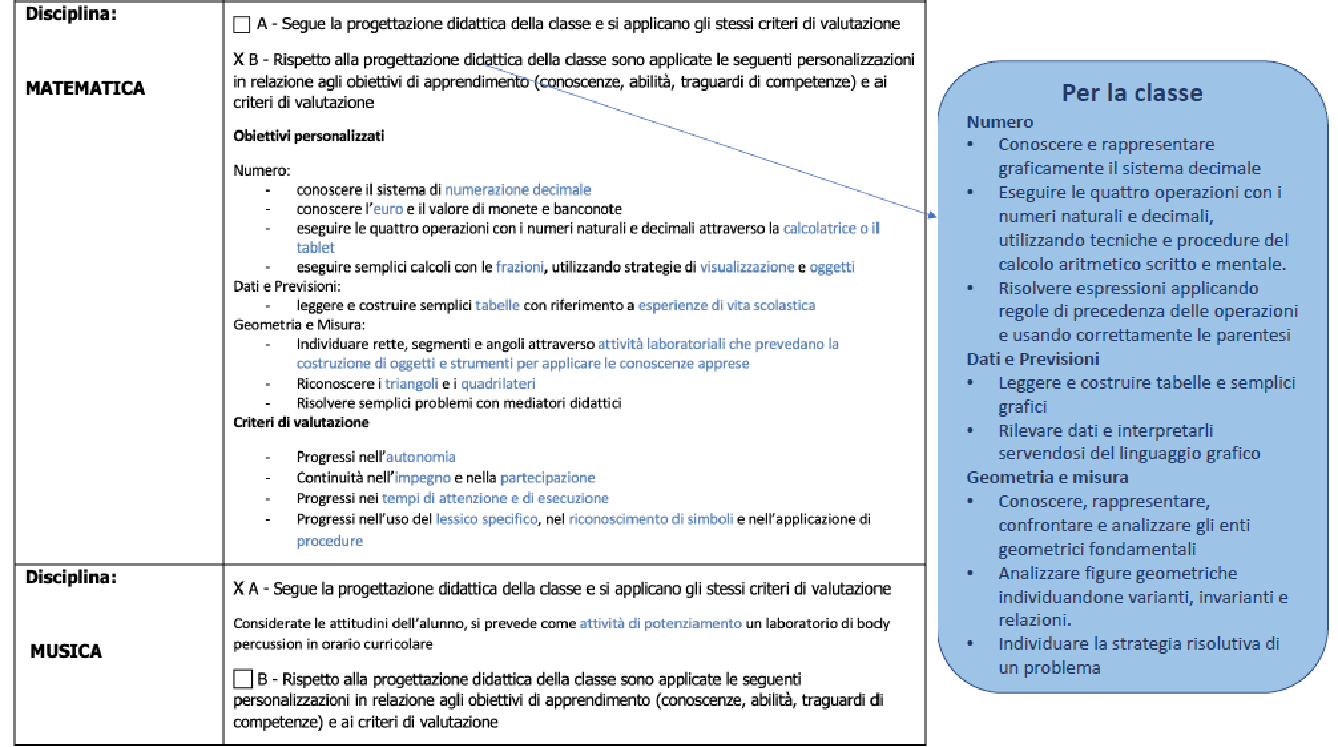 Disciplina:
MATEMATICA
A - Segue la progettazione didattica della classe e si applicano gli stessi criteri di valutazione
X B - Rispetto alla progettazione didattica della classe sono applicate le seguenti personalizzazioni
in relazione agli obiettivi di apprendimento (conoscenze, abilità, traguardi di competenze) e ai
criteri di valutazione
Obiettivi personalizzati
Numero:
- conoscere il sistema di numerazione decimale
- conoscere l'euro e il valore di monete e banconote
- eseguire le quattro operazioni con i numeri naturali e decimali attraverso la calcolatrice o il
tablet
- eseguire semplici calcoli con le frazioni, utilizzando strategie di visualizzazione e oggetti
Dati e Previsioni:
- leggere e costruire semplici tabelle con riferimento a esperienze di vita scolastica
Geometria e Misura:
- Individuare rette, segmenti e angoli attraverso attività laboratoriali che prevedano la
costruzione di oggetti e strumenti per applicare le conoscenze apprese
- Riconoscere i triangoli e i quadrilateri
- Risolvere semplici problemi con mediatori didattici
Criteri di valutazione
- Progressi nell'autonomia
- Continuità nell'impegno e nella partecipazione
- Progressi nei tempi di attenzione e di esecuzione
- Progressi nell'uso del lessico specifico, nel riconoscimento di simboli e nell'applicazione di
procedure
Disciplina:
MUSICA
X A - Segue la progettazione didattica della classe e si applicano gli stessi criteri di valutazione
Considerate le attitudini dell'alunno, si prevede come attività di potenziamento un laboratorio di body
percussion in orario curricolare
B - Rispetto alla progettazione didattica della classe sono applicate le seguenti
personalizzazioni in relazione agli obiettivi di apprendimento (conoscenze, abilità, traguardi di
competenze) e ai criteri di valutazione
Per la classe
Numero
• Conoscere e rappresentare
graficamente il sistema decimale
• Eseguire le quattro operazioni con i
numeri naturali e decimali,
utilizzando tecniche e procedure del
calcolo aritmetico scritto e mentale.
• Risolvere espressioni applicando
regole di precedenza delle operazioni
e usando correttamente le parentesi
Dati e Previsioni
• Leggere e costruire tabelle e semplici
grafici
• Rilevare dati e interpretarli
servendosi del linguaggio grafico
Geometria e misura
• Conoscere, rappresentare,
confrontare e analizzare gli enti
geometrici fondamentali
• Analizzare figure geometriche
individuandone varianti, invarianti e
relazioni.
• Individuare la strategia risolutiva di
un problema